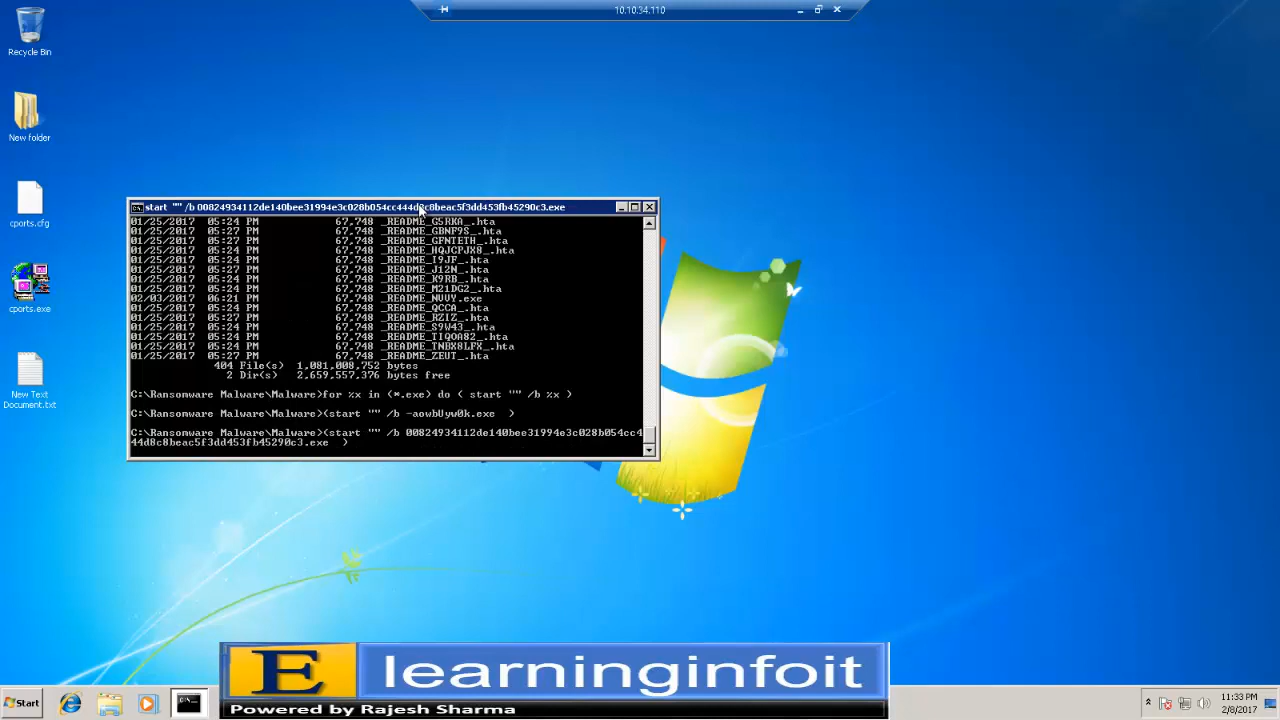 10.10.34.110
Recycle Bin
New folder
cports.cfg
cports.exe
New Text
Document.txt
start "" /b 00824934112de140bee31994e3c028b054cc444d8c8beac5f3dd453fb45290c3.exe
01/25/2017 05:24 PM 67,748 _README_G5RKA_.hta
01/25/2017 05:27 PM 67,748 _README_GBNF9S_.hta
01/25/2017 05:27 PM 67,748 _README_GFNTETH_.hta
01/25/2017 05:24 PM 67,748 _README_HQJCPJX8_.hta
01/25/2017 05:24 PM 67,748 _README_I9JF_.hta
01/25/2017 05:27 PM 67,748 _README_J12N_.hta
01/25/2017 05:24 PM 67,748 _README_K9RB_.hta
01/25/2017 05:24 PM 67,748 _README_M21DG2_.hta
02/03/2017 06:21 PM 67,748 _README_NVUY.exe
01/25/2017 05:24 PM 67,748 _README_QCCA_.hta
01/25/2017 05:27 PM 67,748 _README_RZIZ_.hta
01/25/2017 05:24 PM 67,748 _README_S9W43_.hta
01/25/2017 05:24 PM 67,748 _README_TIQOA82_.hta
01/25/2017 05:27 PM 67,748 _README_TNBX8LFX_.hta
01/25/2017 05:27 PM 67,748 _README_ZEUT_.hta
404 File(s) 1,081,008,752 bytes
2 Dir(s) 2,659,557,376 bytes free
C:\Ransomware Malware\Malware>for %x in (*.exe) do ( start "" /b %x )
C:\Ransomware Malware\Malware>(start "" /b -aowbUyw0k.exe )
C:\Ransomware Malware\Malware>(start "" /b 00824934112de140bee31994e3c028b054cc4
44d8c8beac5f3dd453fb45290c3.exe )
E learninginfoit
Powered by Rajesh Sharma
Start
C:\.
11:33 PM
2/8/2017